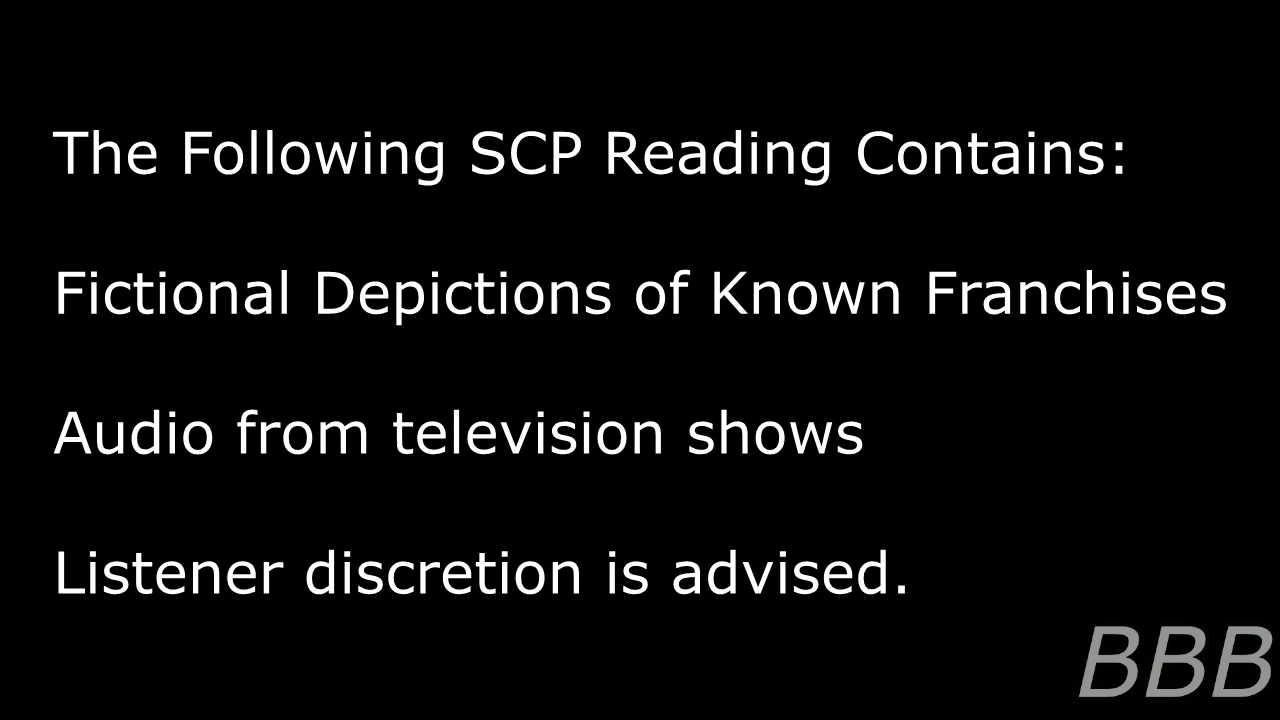 The Following SCP Reading Contains:
Fictional Depictions of Known Franchises
Audio from television shows
Listener discretion is advised.
BBB